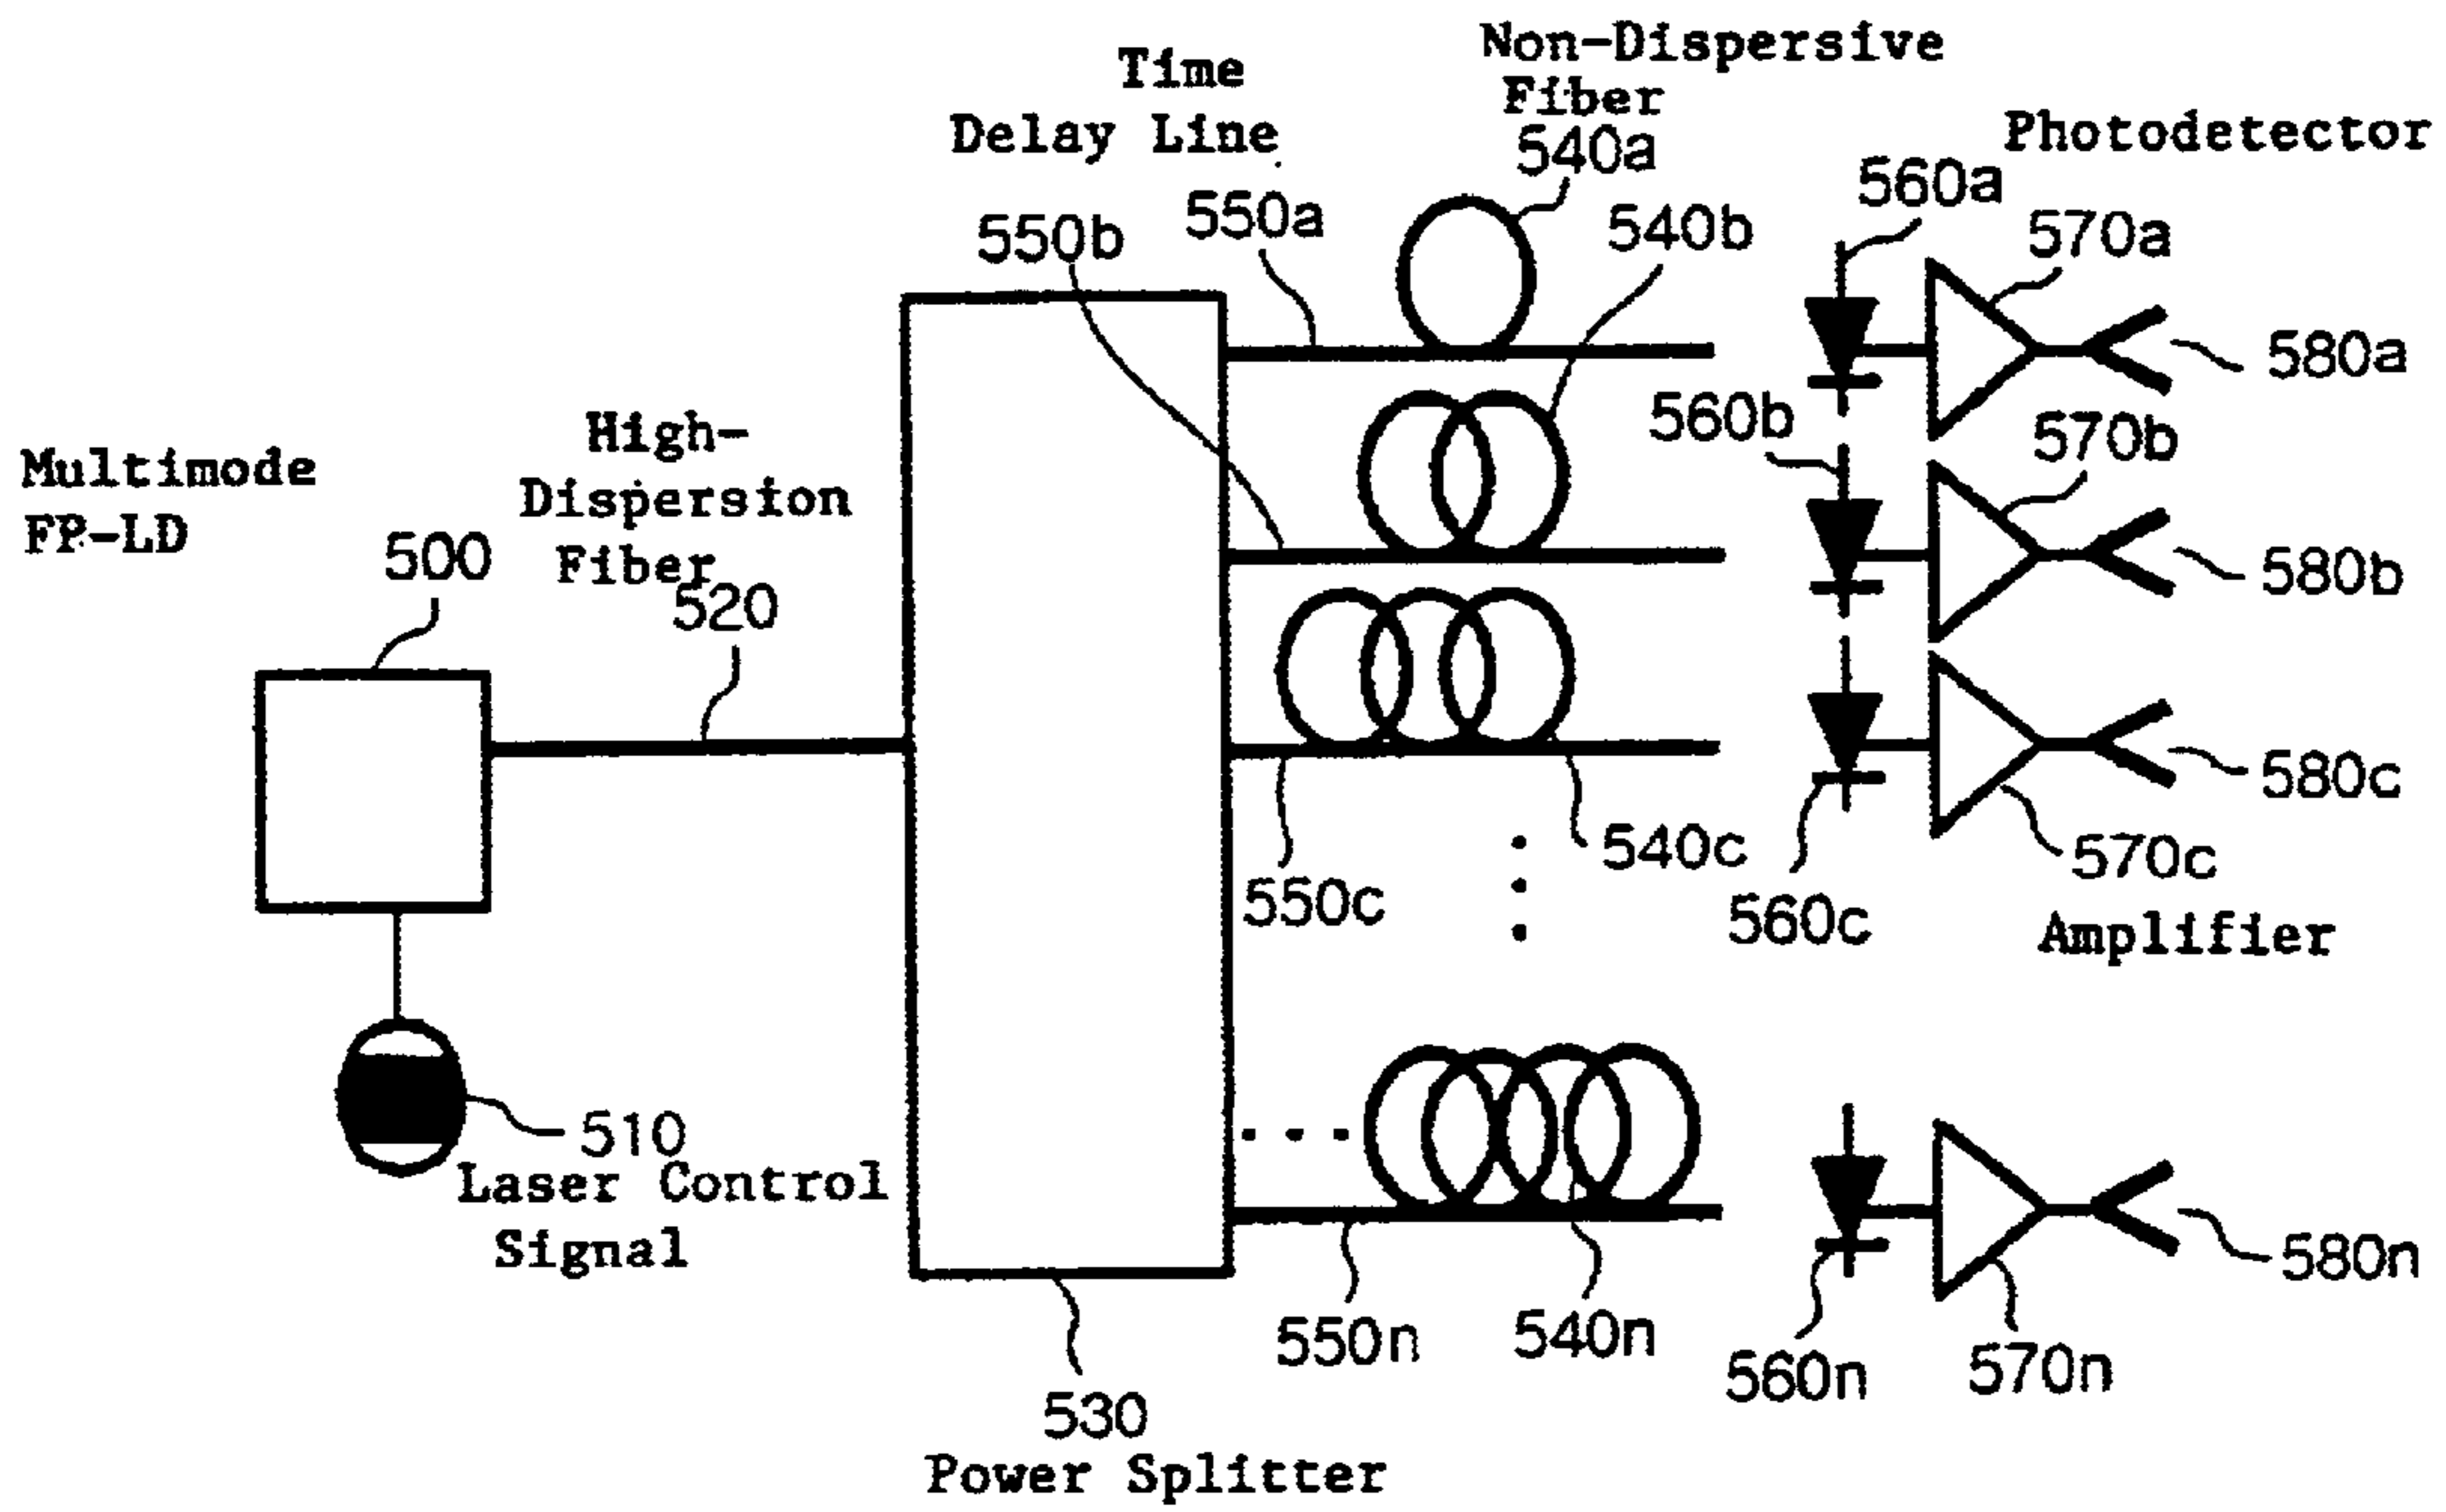 Non-Dispersive
Fiber
540a
Time
Delay Line
Photodetector
560a
550b
550a
540b
570a
580a
560b
570b
High-
Dispersion
Fiber
520
Multimode
FP-LD
500
580b
580c
540c
570c
550c
560c
Amplifier
510
Laser Control
Signal
580n
550n
540n
560n
570n
530
Power Splitter